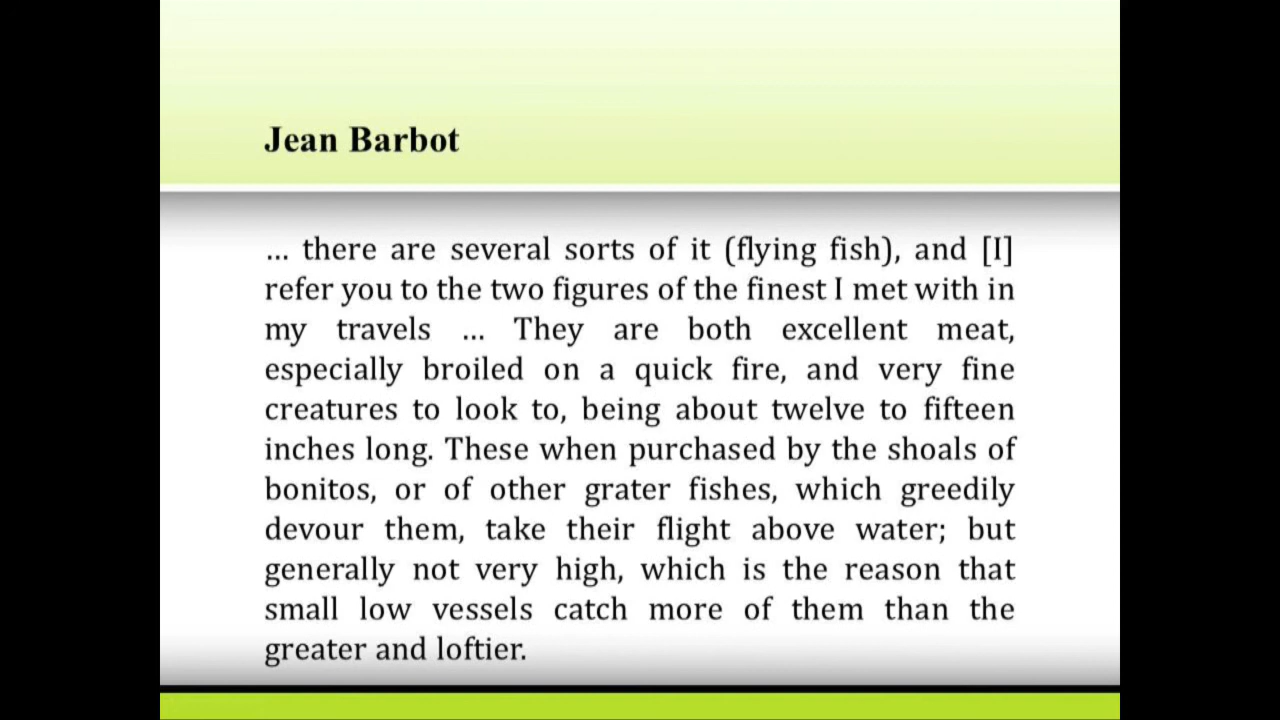 Jean Barbot
... there are several sorts of it (flying fish), and [I]
refer you to the two figures of the finest I met with in
my travels ... They are both excellent meat,
especially broiled on a quick fire, and very fine
creatures to look to, being about twelve to fifteen
inches long. These when purchased by the shoals of
bonitos, or of other grater fishes, which greedily
devour them, take their flight above water; but
generally not very high, which is the reason that
small low vessels catch more of them than the
greater and loftier.